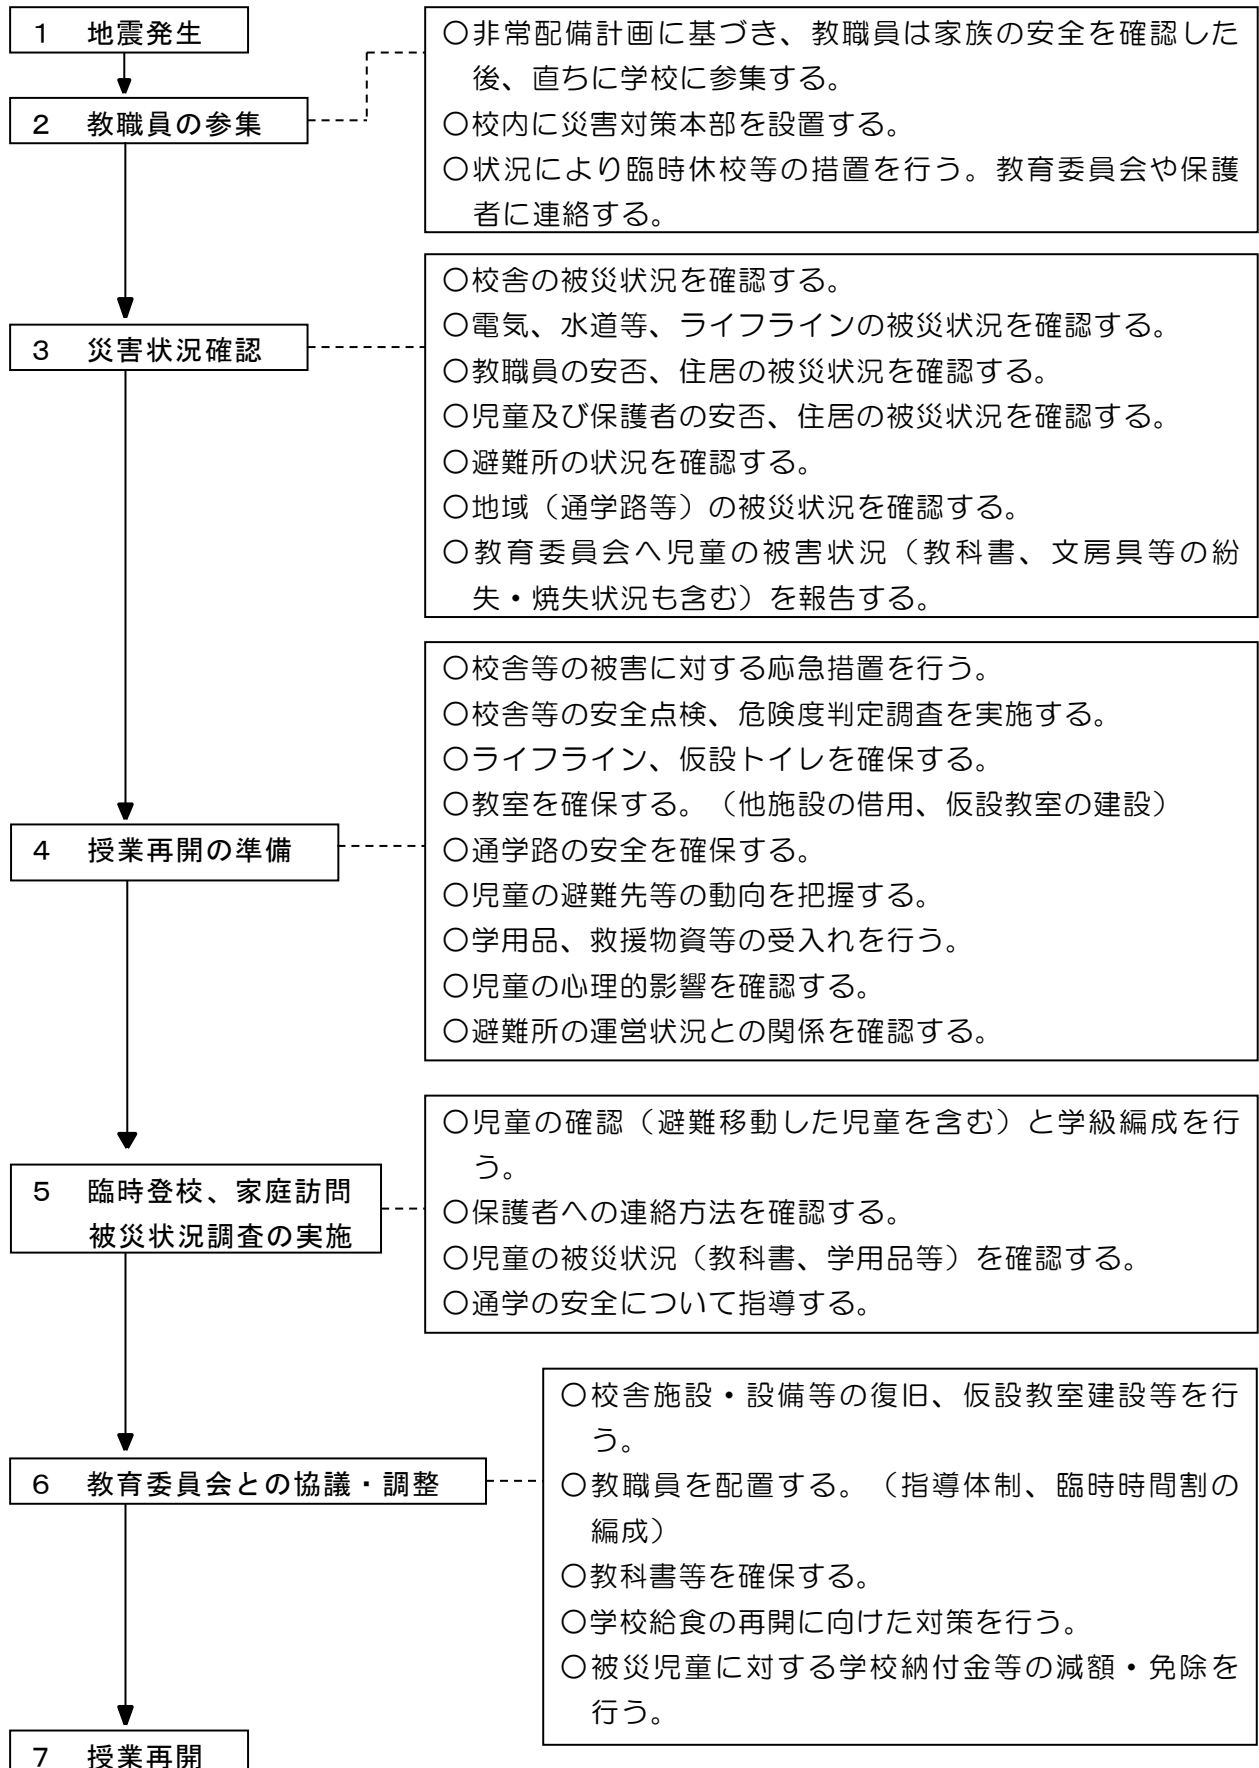 １　地震発生
２　教職員の参集
〇非常配備計画に基づき、教職員は家族の安全を確認した
後、直ちに学校に参集する。
〇校内に災害対策本部を設置する。
〇状況により臨時休校等の措置を行う。教育委員会や保護
者に連絡する。
３　災害状況確認
〇校舎の被災状況を確認する。
〇電気、水道等、ライフラインの被災状況を確認する。
〇教職員の安否、住居の被災状況を確認する。
〇児童及び保護者の安否、住居の被災状況を確認する。
〇避難所の状況を確認する。
〇地域（通学路等）の被災状況を確認する。
〇教育委員会へ児童の被害状況（教科書、文房具等の紛
失・焼失状況も含む）を報告する。
４　授業再開の準備
〇校舎等の被害に対する応急措置を行う。
〇校舎等の安全点検、危険度判定調査を実施する。
〇ライフライン、仮設トイレを確保する。
〇教室を確保する。（他施設の借用、仮設教室の建設）
〇通学路の安全を確保する。
〇児童の避難先等の動向を把握する。
〇学用品、救援物資等の受入れを行う。
〇児童の心理的影響を確認する。
〇避難所の運営状況との関係を確認する。
５　臨時登校、家庭訪問
被災状況調査の実施
〇児童の確認（避難移動した児童を含む）と学級編成を行
う。
〇保護者への連絡方法を確認する。
〇児童の被災状況（教科書、学用品等）を確認する。
〇通学の安全について指導する。
６　教育委員会との協議・調整
〇校舎施設・設備等の復旧、仮設教室建設等を行
う。
〇教職員を配置する。（指導体制、臨時時間割の
編成）
〇教科書等を確保する。
〇学校給食の再開に向けた対策を行う。
〇被災児童に対する学校納付金等の減額・免除を
行う。
７　授業再開